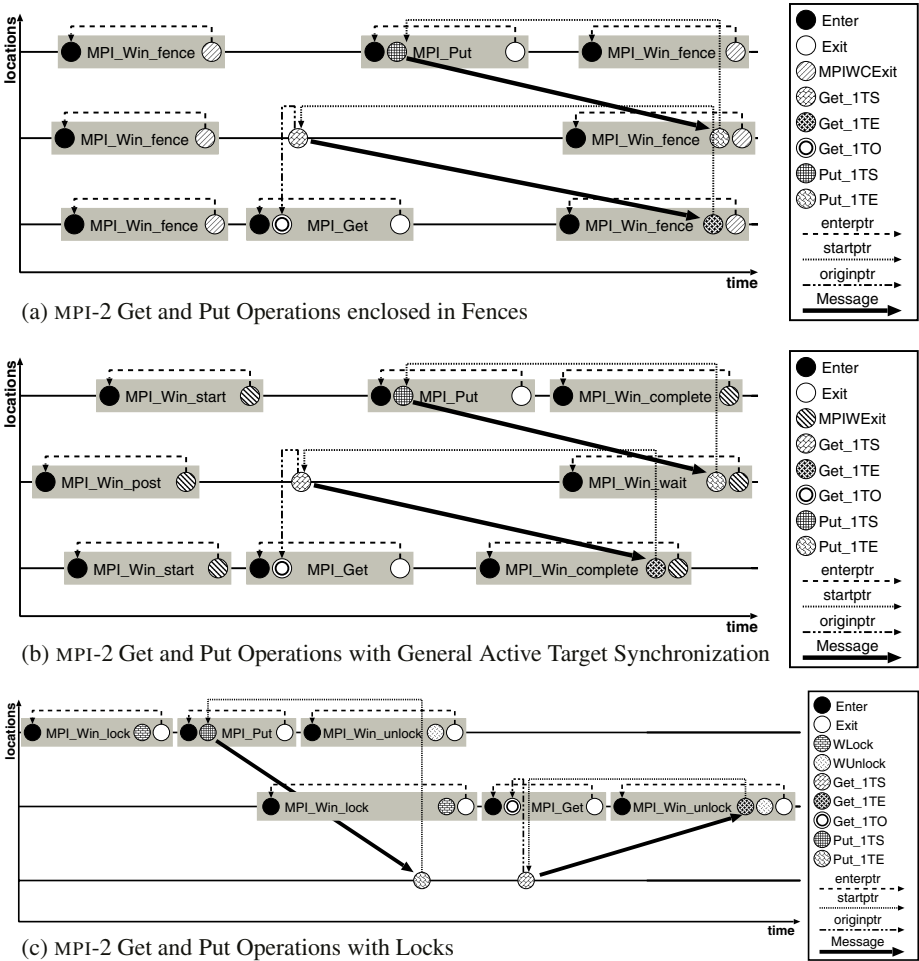 locations
MPI_Win_fence
MPI_Put
MPI_Win_fence
MPI_Win_fence
MPI_Win_fence
MPI_Win_fence
MPI_Get
MPI_Win_fence
time
Enter
Exit
MPIWCExit
Get_1TS
Get_1TE
Get_1TO
Put_1TS
Put_1TE
enterptr
startptr
originptr
Message
(a) MPI-2 Get and Put Operations enclosed in Fences
locations
MPI_Win_start
MPI_Put
MPI_Win_complete
MPI_Win_post
MPI_Win_wait
MPI_Win_start
MPI_Get
MPI_Win_complete
time
Enter
Exit
MPIWExit
Get_1TS
Get_1TE
Get_1TO
Put_1TS
Put_1TE
enterptr
startptr
originptr
Message
(b) MPI-2 Get and Put Operations with General Active Target Synchronization
locations
MPI_Win_lock
MPI_Put
MPI_Win_unlock
MPI_Win_lock
MPI_Get
MPI_Win_unlock
time
Enter
Exit
WLock
WUnlock
Get_1TS
Get_1TE
Get_1TO
Put_1TS
Put_1TE
enterptr
startptr
originptr
Message
(c) MPI-2 Get and Put Operations with Locks